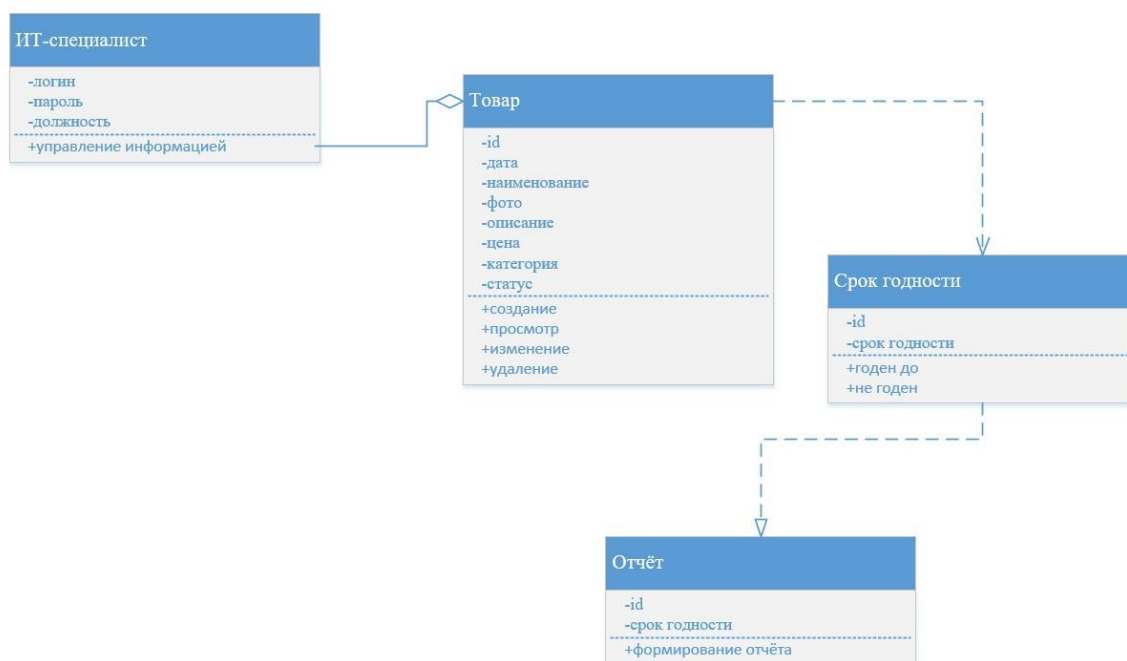 ИТ-специалист
-логин
-пароль
-должность
+управление информацией
Товар
-id
-дата
-наименование
-фото
-описание
-цена
-категория
-статус
+создание
+просмотр
+изменение
+удаление
Срок годности
-id
-срок годности
+годен до
+не годен
Отчёт
-id
-срок годности
+формирование отчёта